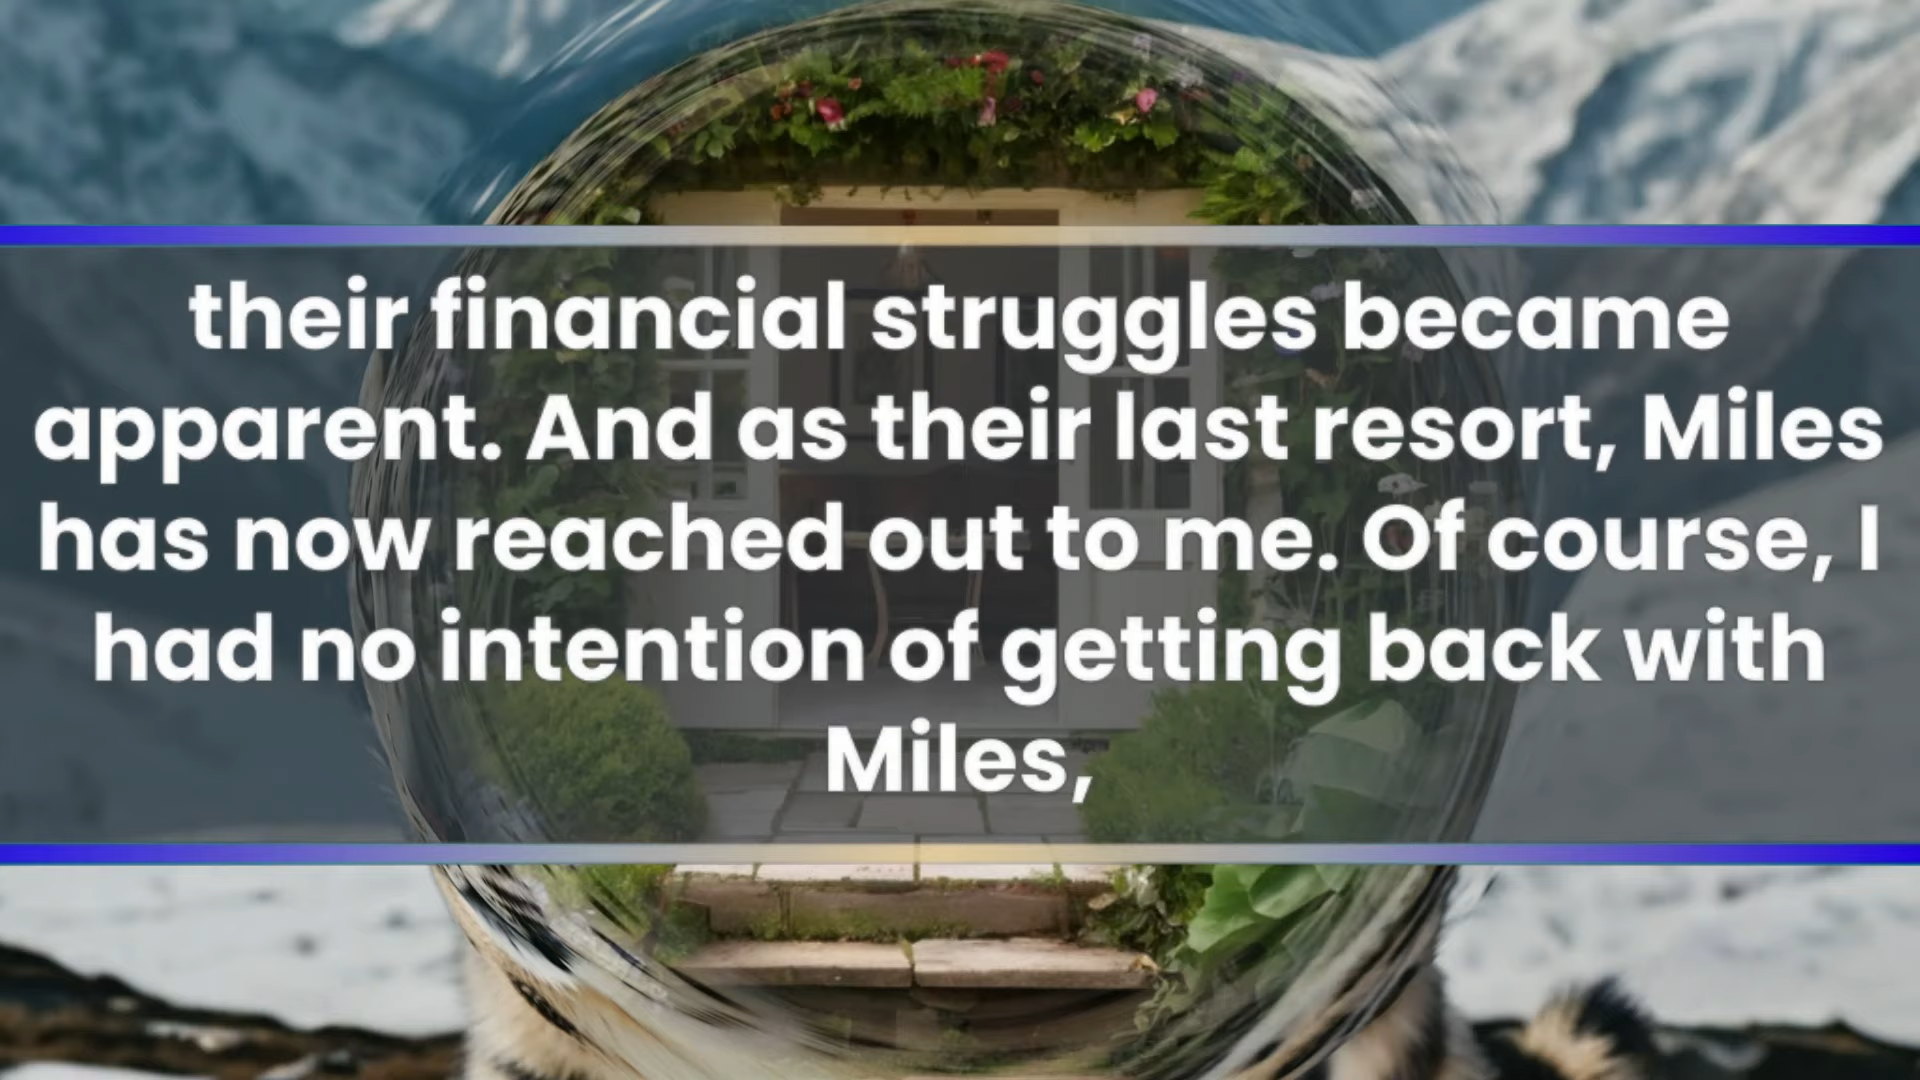 their financial struggles became
apparent. And as their last resort, Miles
has now reached out to me. Of course, I
had no intention of getting back with
Miles,